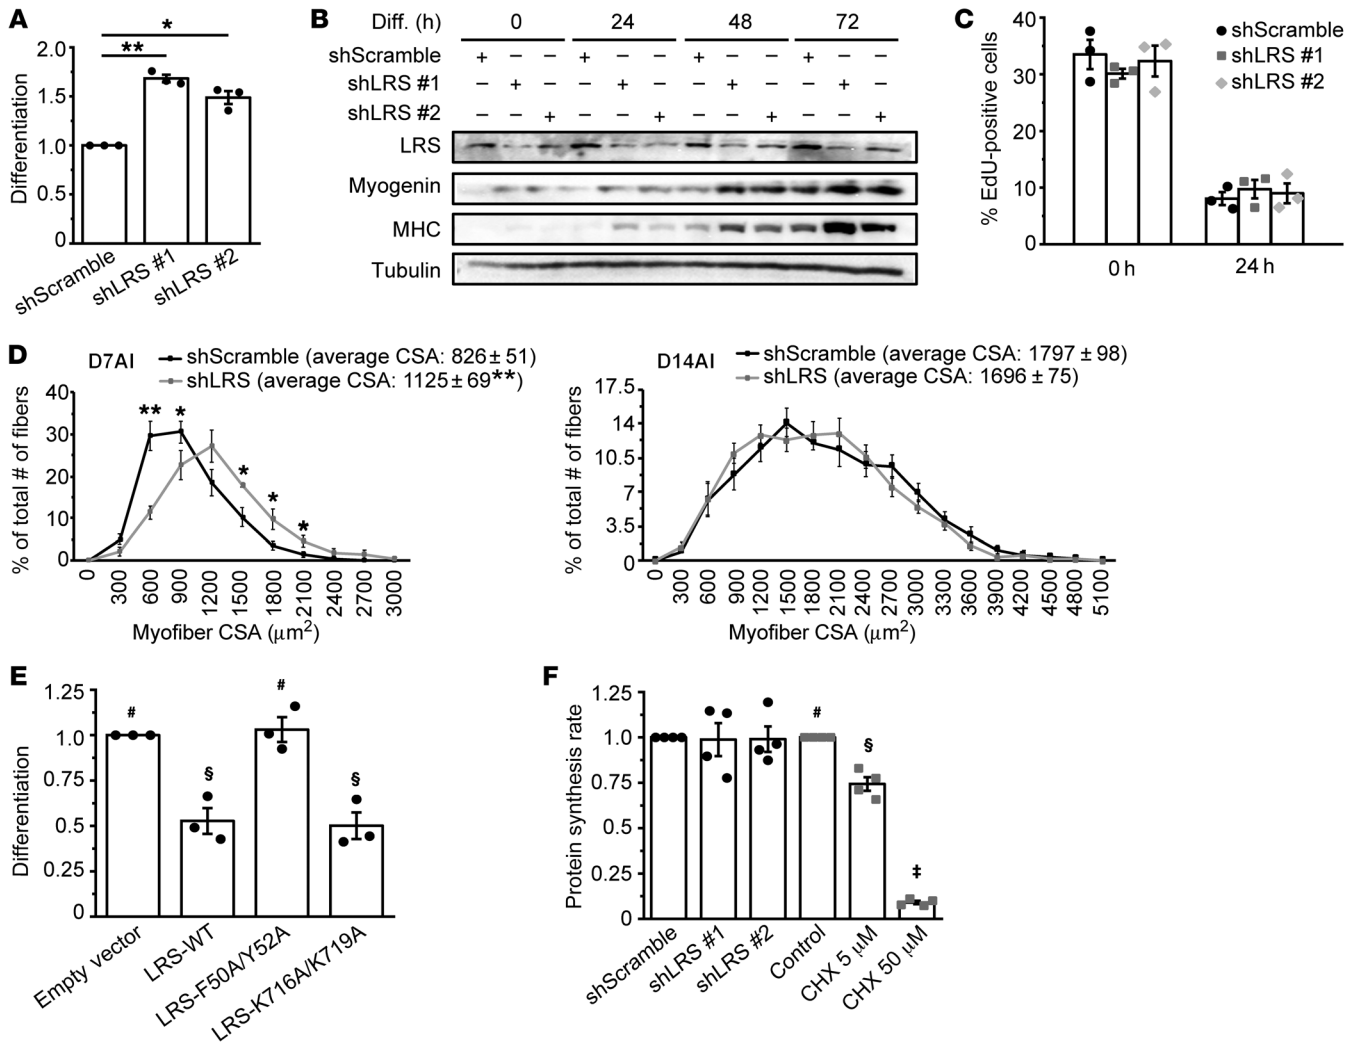 A
*
**
Differentiation
2.0
1.5
1.0
0.5
0
shScramble
shLRS #1
shLRS #2
B
Diff. (h)
0
24
48
72
shScramble + − − + − − + − − + − −
shLRS #1 − + − − + − − + − − + −
shLRS #2 − − + − − + − − + − − +
LRS
Myogenin
MHC
Tubulin
C
% EdU-positive cells
40
30
20
10
0
shScramble
shLRS #1
shLRS #2
0 h
24 h
D
D7AI
shScramble (average CSA: 826 ± 51)
shLRS (average CSA: 1125 ± 69**)
% of total # of fibers
40
30
20
10
0
** * * * *
0 300 600 900 1200 1500 1800 2100 2400 2700 3000
Myofiber CSA (μm2)
D14AI
shScramble (average CSA: 1797 ± 98)
shLRS (average CSA: 1696 ± 75)
% of total # of fibers
17.5
14
10.5
7
3.5
0
0 300 600 900 1200 1500 1800 2100 2400 2700 3000 3300 3600 3900 4200 4500 4800 5100
Myofiber CSA (μm2)
E
Differentiation
1.25
1.0
0.75
0.5
0.25
0
# § # §
Empty vector
LRS-WT
LRS-F50A/Y52A
LRS-K716A/K719A
F
Protein synthesis rate
1.25
1.0
0.75
0.5
0.25
0
# § ‡
shScramble
shLRS #1
shLRS #2
Control
CHX 5 μM
CHX 50 μM